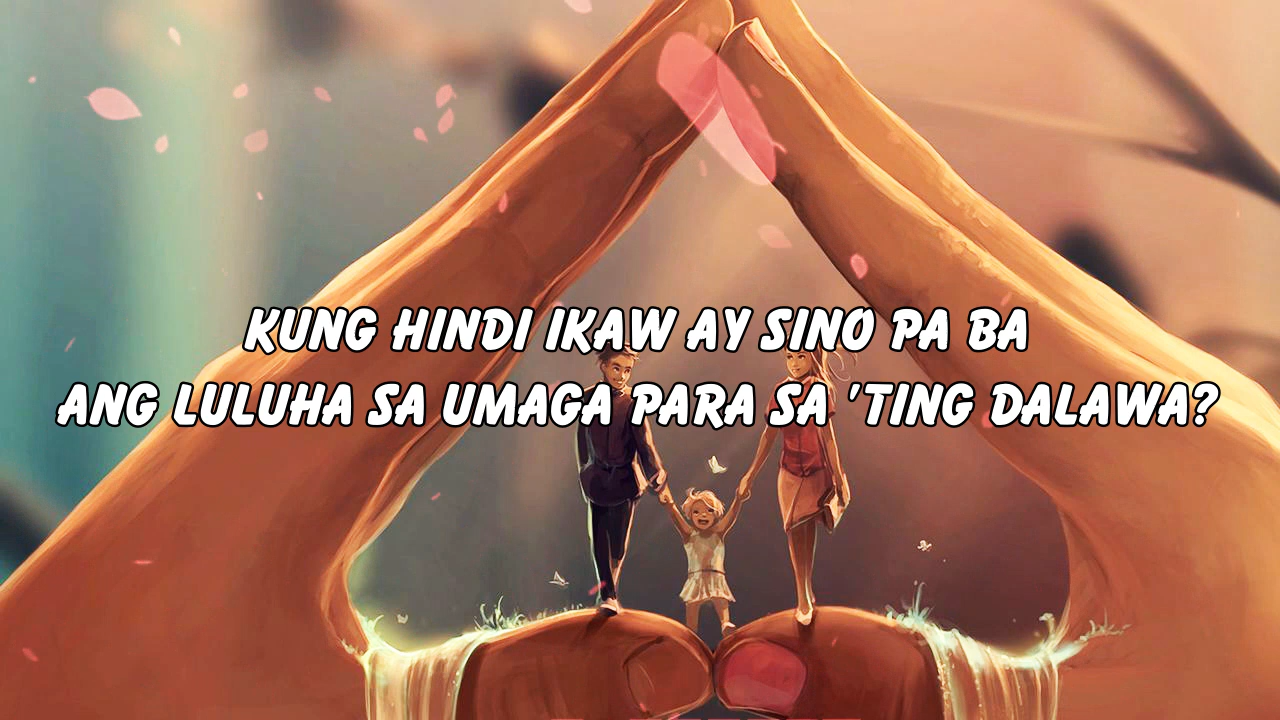 KUNG HINDI IKAW AY SINO PA BA
ANG LULUHA SA UMAGA PARA SA 'TING DALAWA?